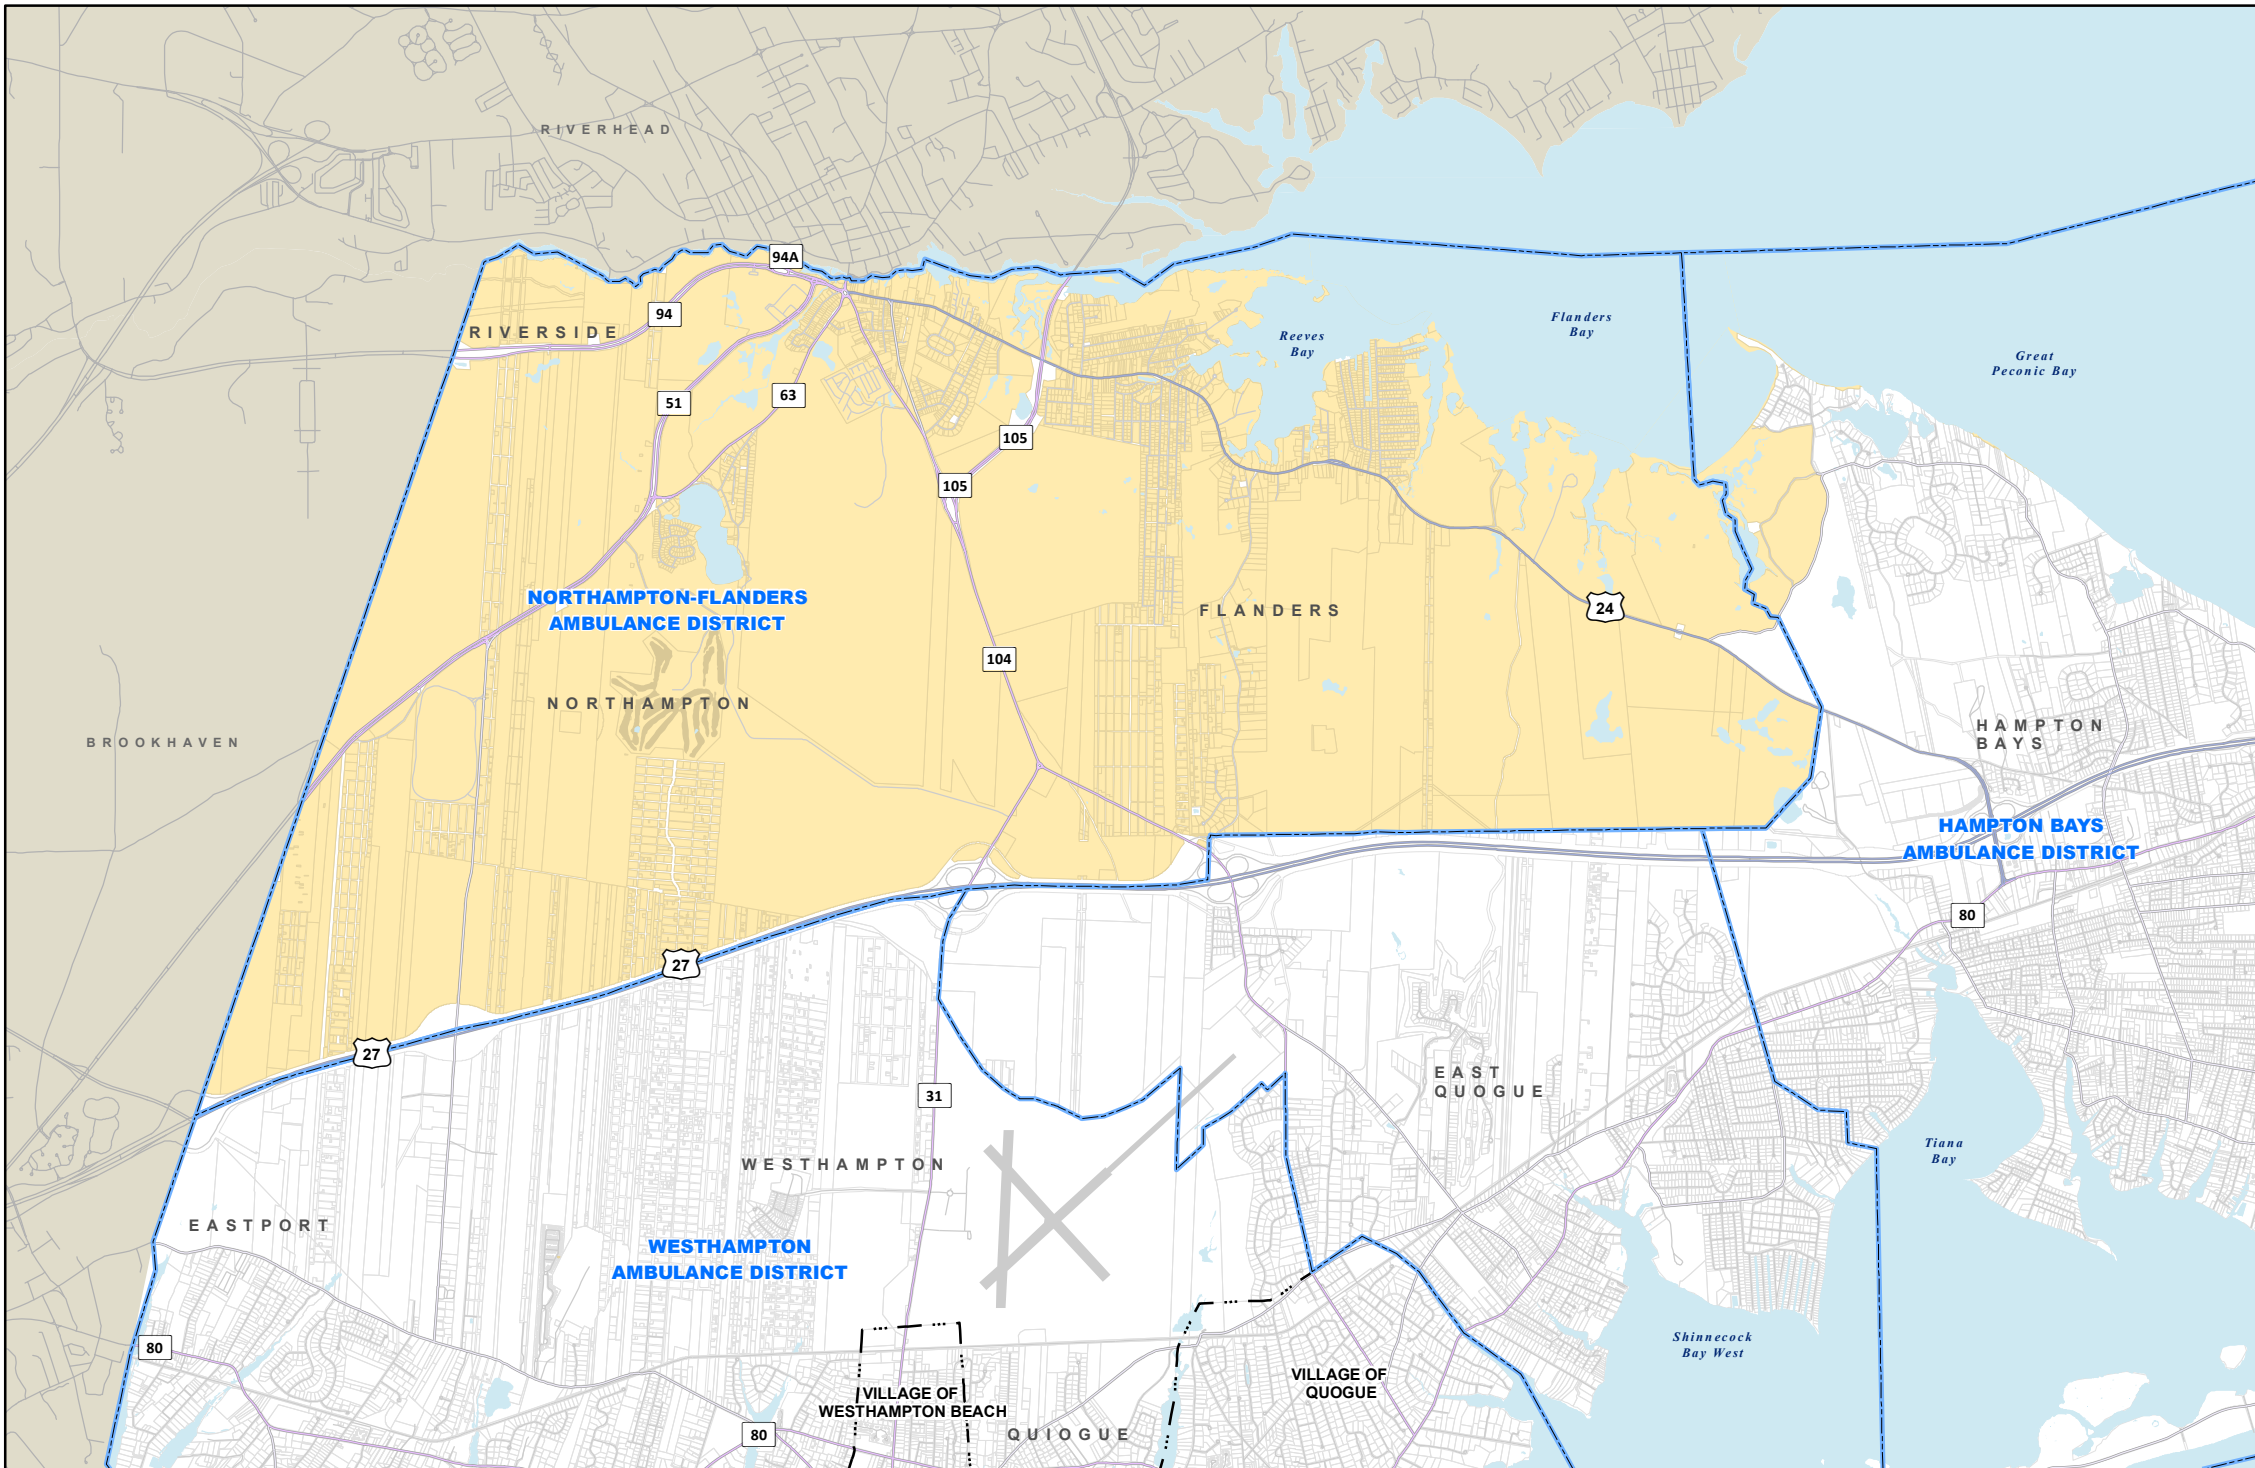 RIVERHEAD
94A
94
RIVERSIDE
Flanders
Bay
Reeves
Bay
Great
Peconic Bay
51
63
105
105
NORTHAMPTON-FLANDERS
AMBULANCE DISTRICT
FLANDERS
24
104
NORTHAMPTON
BROOKHAVEN
HAMPTON
BAYS
HAMPTON BAYS
AMBULANCE DISTRICT
80
27
27
EAST
QUOGUE
31
Tiana
Bay
WESTHAMPTON
EASTPORT
WESTHAMPTON
AMBULANCE DISTRICT
80
Shinnecock
Bay West
VILLAGE OF
QUOGUE
VILLAGE OF
WESTHAMPTON BEACH
80
QUIOGUE